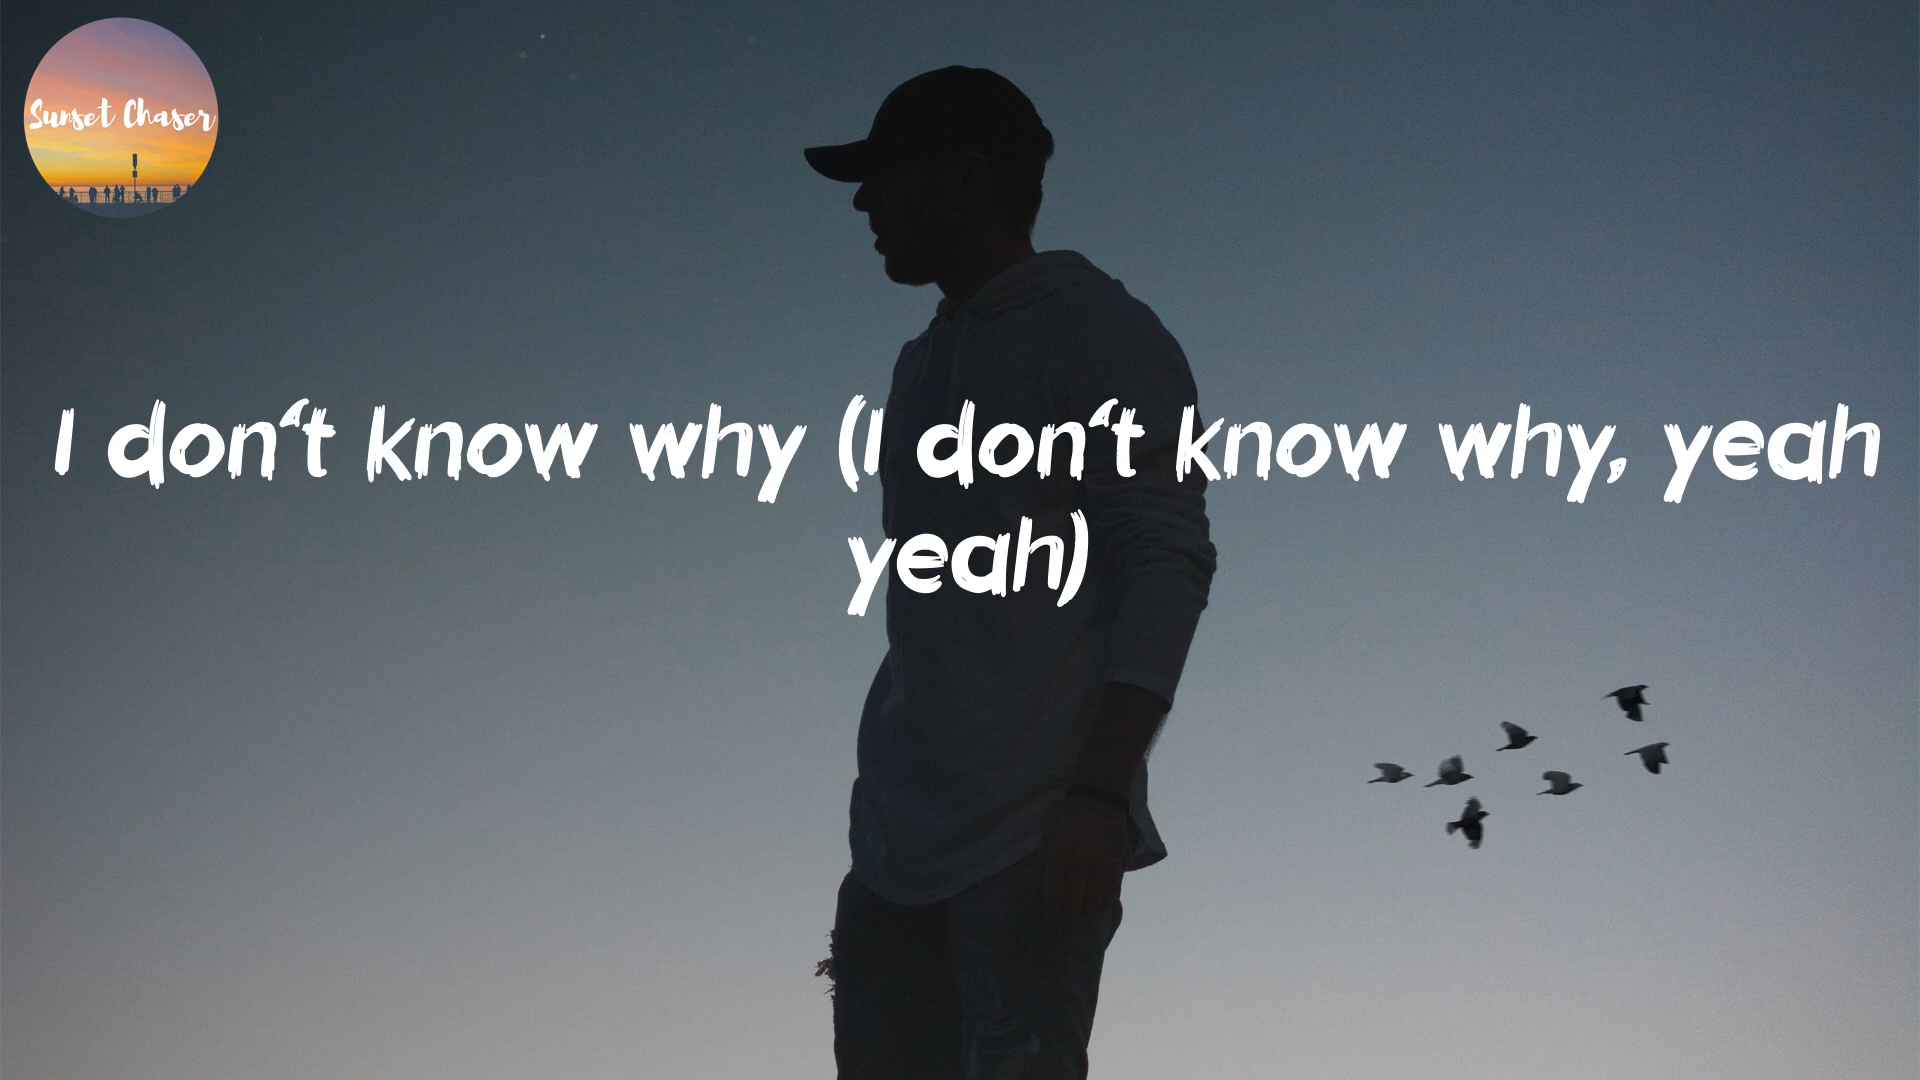 Sunset Chaser
I don't know why (I don't know why, yeah
yeah)